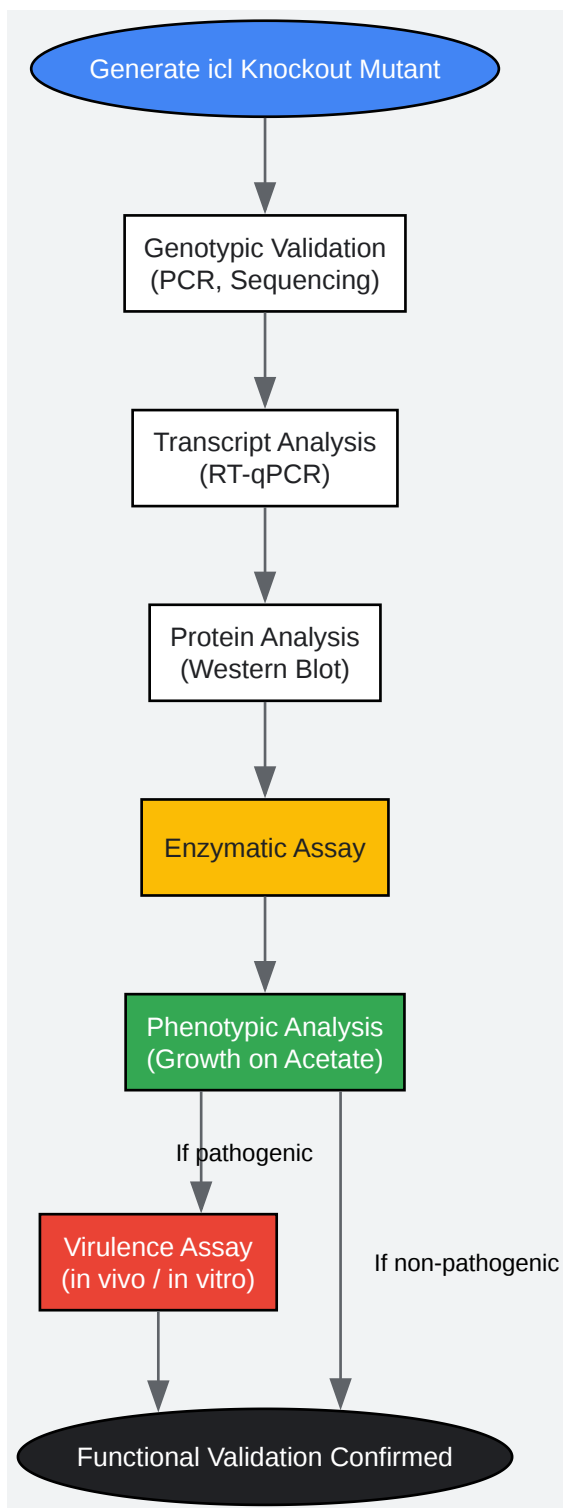 Generate icl Knockout Mutant
Genotypic Validation
(PCR, Sequencing)
Transcript Analysis
(RT-qPCR)
Protein Analysis
(Western Blot)
Enzymatic Assay
Phenotypic Analysis
(Growth on Acetate)
If pathogenic
Virulence Assay
(in vivo / in vitro)
If non-pathogenic
Functional Validation Confirmed